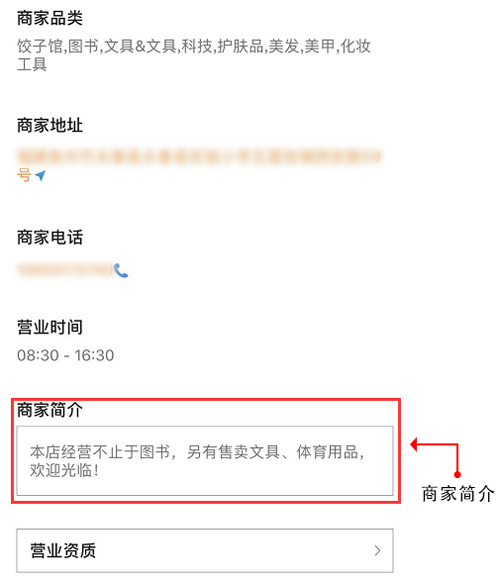 商家品类
饺子馆,图书,文具&文具,科技,护肤品,美发,美甲,化妆
工具
商家地址
号
商家电话
营业时间
08:30 - 16:30
商家简介
本店经营不止于图书，另有售卖文具、体育用品，
欢迎光临！
商家简介
营业资质